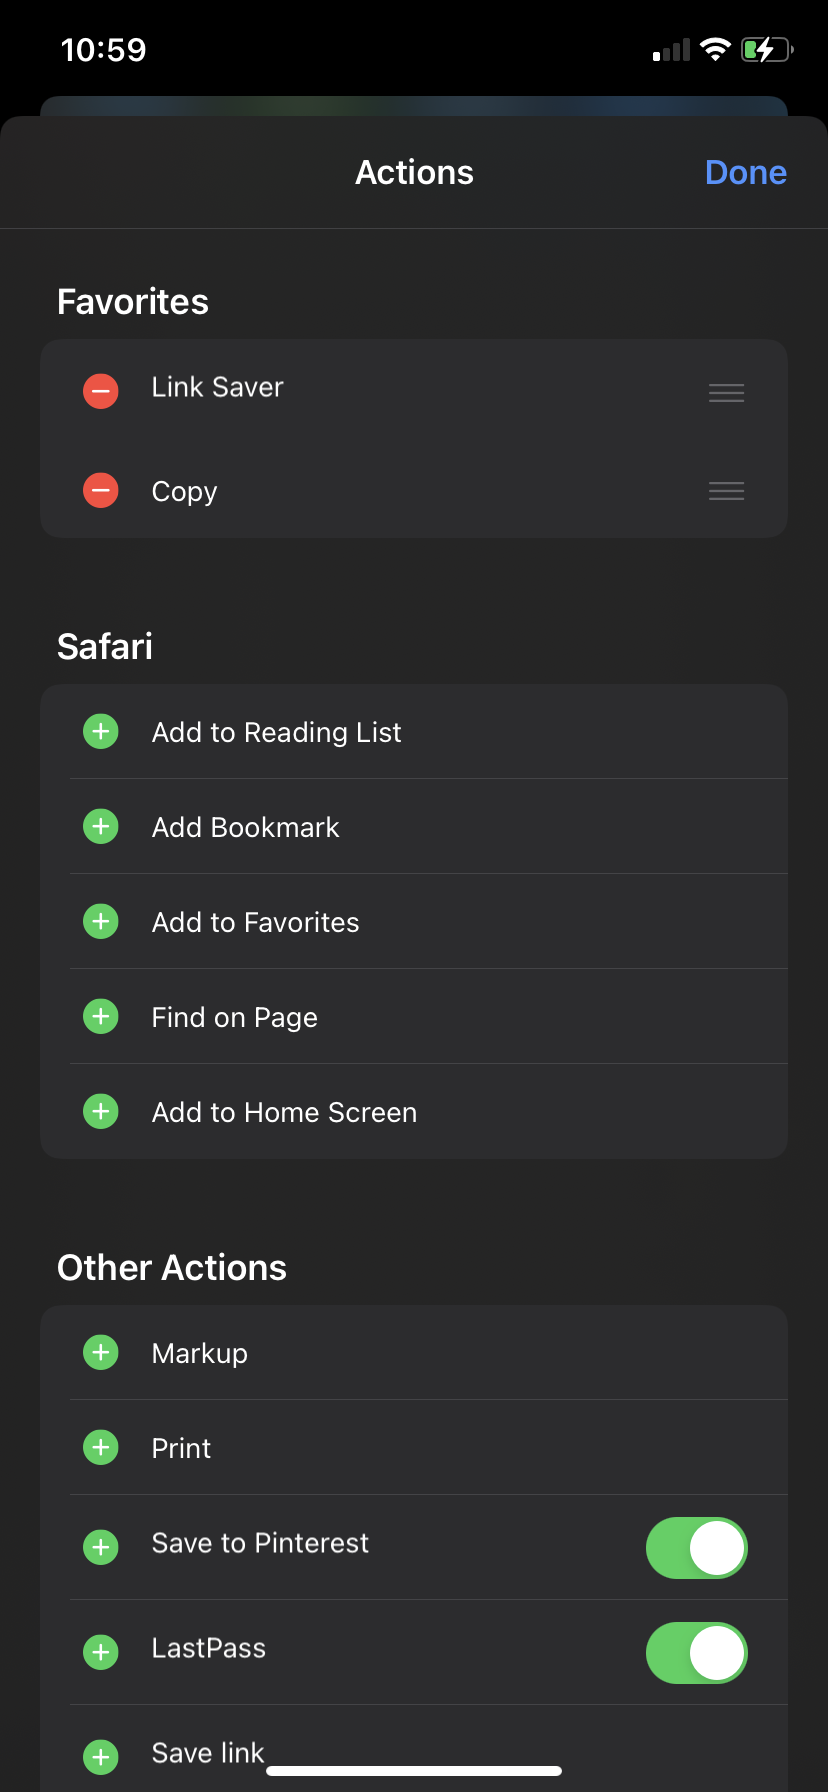 10:59
Actions
Done
Favorites
Link Saver
Copy
Safari
Add to Reading List
Add Bookmark
Add to Favorites
Find on Page
Add to Home Screen
Other Actions
Markup
Print
Save to Pinterest
LastPass
Save link